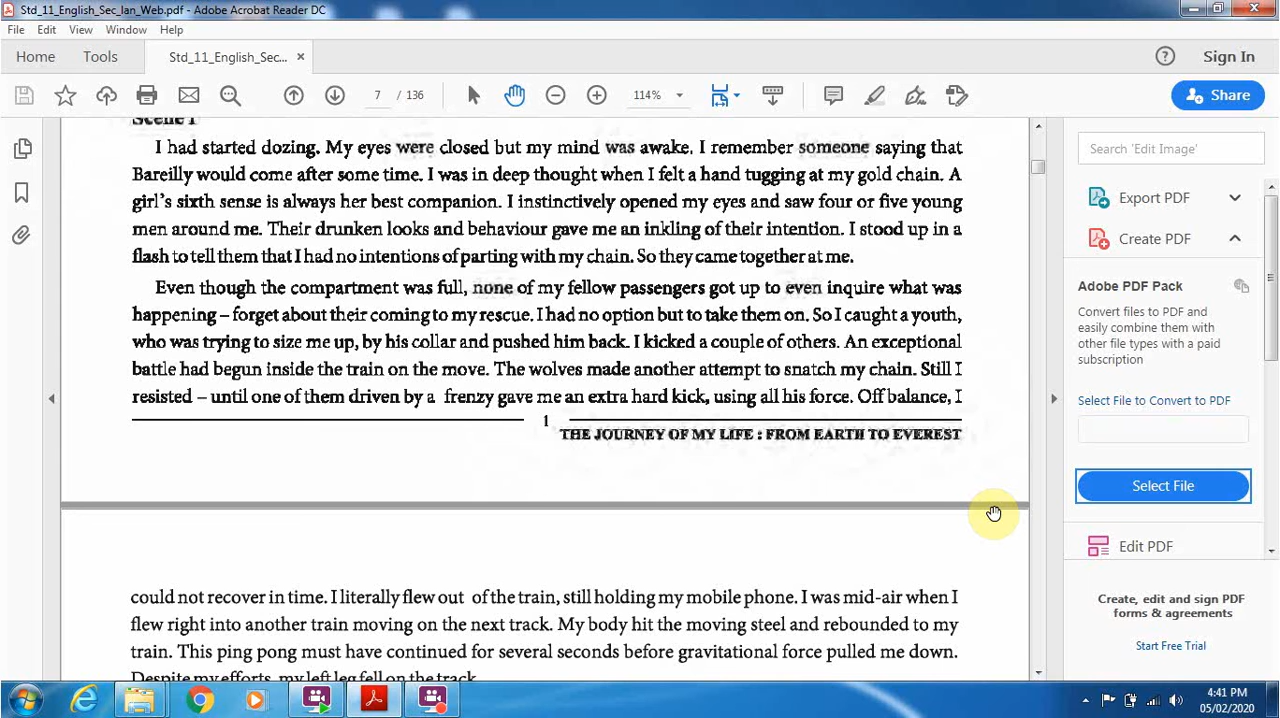 Std_11_English_Sec_lan_Web.pdf - Adobe Acrobat Reader DC
File Edit View Window Help
Home Tools Std_11_English_Sec... × Sign In
7 / 136 114% Share
Scene I
I had started dozing. My eyes were closed but my mind was awake. I remember someone saying that
Bareilly would come after some time. I was in deep thought when I felt a hand tugging at my gold chain. A
girl's sixth sense is always her best companion. I instinctively opened my eyes and saw four or five young
men around me. Their drunken looks and behaviour gave me an inkling of their intention. I stood up in a
flash to tell them that I had no intentions of parting with my chain. So they came together at me.
Even though the compartment was full, none of my fellow passengers got up to even inquire what was
happening – forget about their coming to my rescue. I had no option but to take them on. So I caught a youth,
who was trying to size me up, by his collar and pushed him back. I kicked a couple of others. An exceptional
battle had begun inside the train on the move. The wolves made another attempt to snatch my chain. Still I
resisted – until one of them driven by a frenzy gave me an extra hard kick, using all his force. Off balance, I
1
THE JOURNEY OF MY LIFE : FROM EARTH TO EVEREST
could not recover in time. I literally flew out of the train, still holding my mobile phone. I was mid-air when I
flew right into another train moving on the next track. My body hit the moving steel and rebounded to my
train. This ping pong must have continued for several seconds before gravitational force pulled me down.
Despite my efforts, my left leg fell on the track
Search 'Edit Image'
Export PDF
Create PDF
Adobe PDF Pack
Convert files to PDF and
easily combine them with
other file types with a paid
subscription
Select File to Convert to PDF
Select File
Edit PDF
Create, edit and sign PDF
forms & agreements
Start Free Trial
4:41 PM
05/02/2020